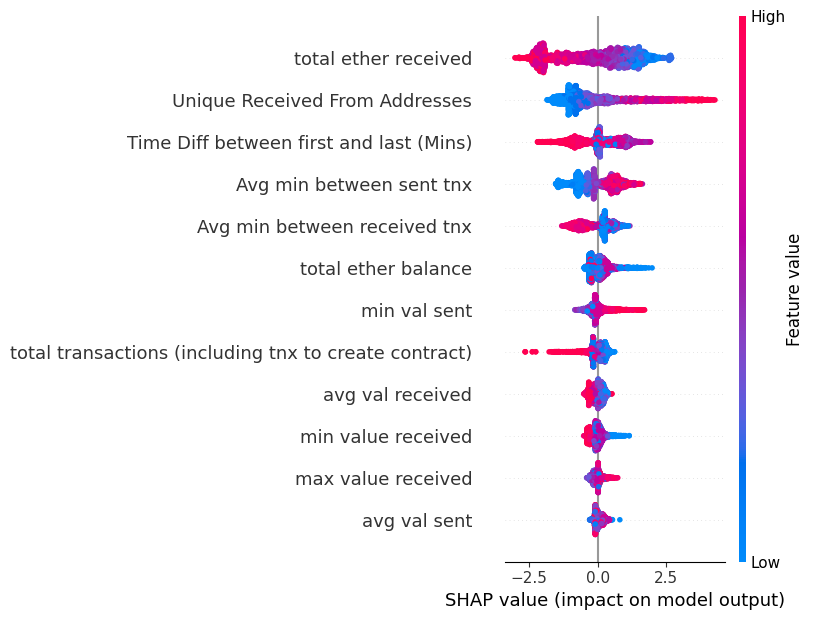 High
total ether received
Unique Received From Addresses
Time Diff between first and last (Mins)
Avg min between sent tnx
Avg min between received tnx
total ether balance
min val sent
total transactions (including tnx to create contract)
avg val received
min value received
max value received
avg val sent
Feature value
Low
−2.5 0.0 2.5
SHAP value (impact on model output)